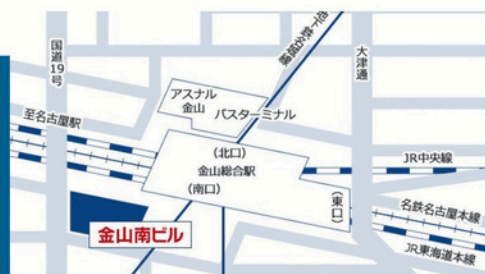 国道19号
地下鉄名城線
大津通
アスナル
金山
バスターミナル
至名古屋駅
(北口)
金山総合駅
(南口)
(東口)
JR中央線
名鉄名古屋本線
JR東海道本線
金山南ビル